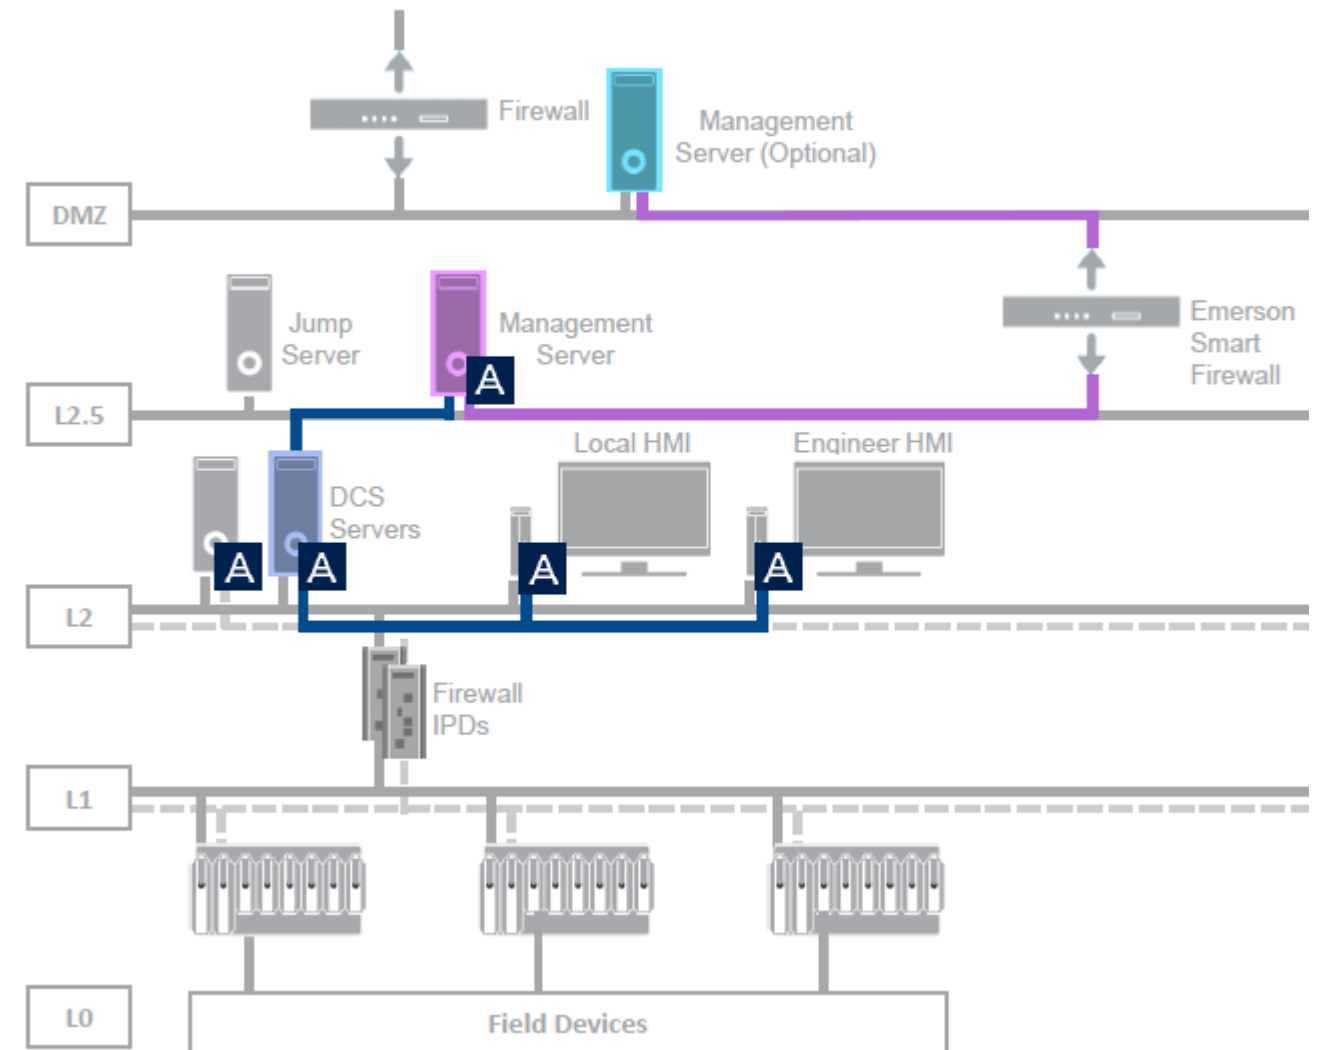 Firewall
Management
Server (Optional)
DMZ
Jump
Server
Management
Server
Emerson
Smart
Firewall
L2.5
Local HMI
Engineer HMI
DCS
Servers
A
A
A
A
A
L2
Firewall
IPDs
L1
L0
Field Devices